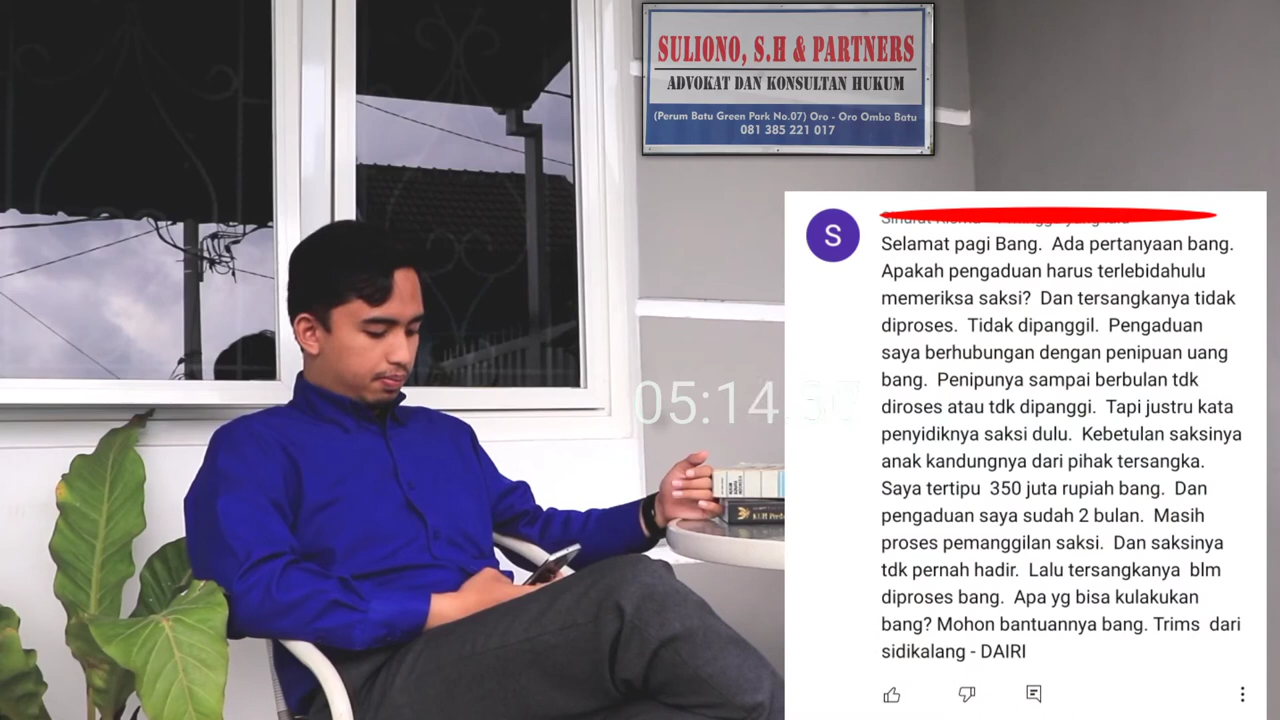 SULIONO, S.H & PARTNERS
ADVOKAT DAN KONSULTAN HUKUM
(Perum Batu Green Park No.07) Oro - Oro Ombo Batu
081 385 221 017
S
Selamat pagi Bang. Ada pertanyaan bang.
Apakah pengaduan harus terlebidahulu
memeriksa saksi? Dan tersangkanya tidak
diproses. Tidak dipanggil. Pengaduan
saya berhubungan dengan penipuan uang
bang. Penipunya sampai berbulan tdk
diroses atau tdk dipanggi. Tapi justru kata
penyidiknya saksi dulu. Kebetulan saksinya
anak kandungnya dari pihak tersangka.
Saya tertipu 350 juta rupiah bang. Dan
pengaduan saya sudah 2 bulan. Masih
proses pemanggilan saksi. Dan saksinya
tdk pernah hadir. Lalu tersangkanya blm
diproses bang. Apa yg bisa kulakukan
bang? Mohon bantuannya bang. Trims dari
sidikalang - DAIRI
05:14